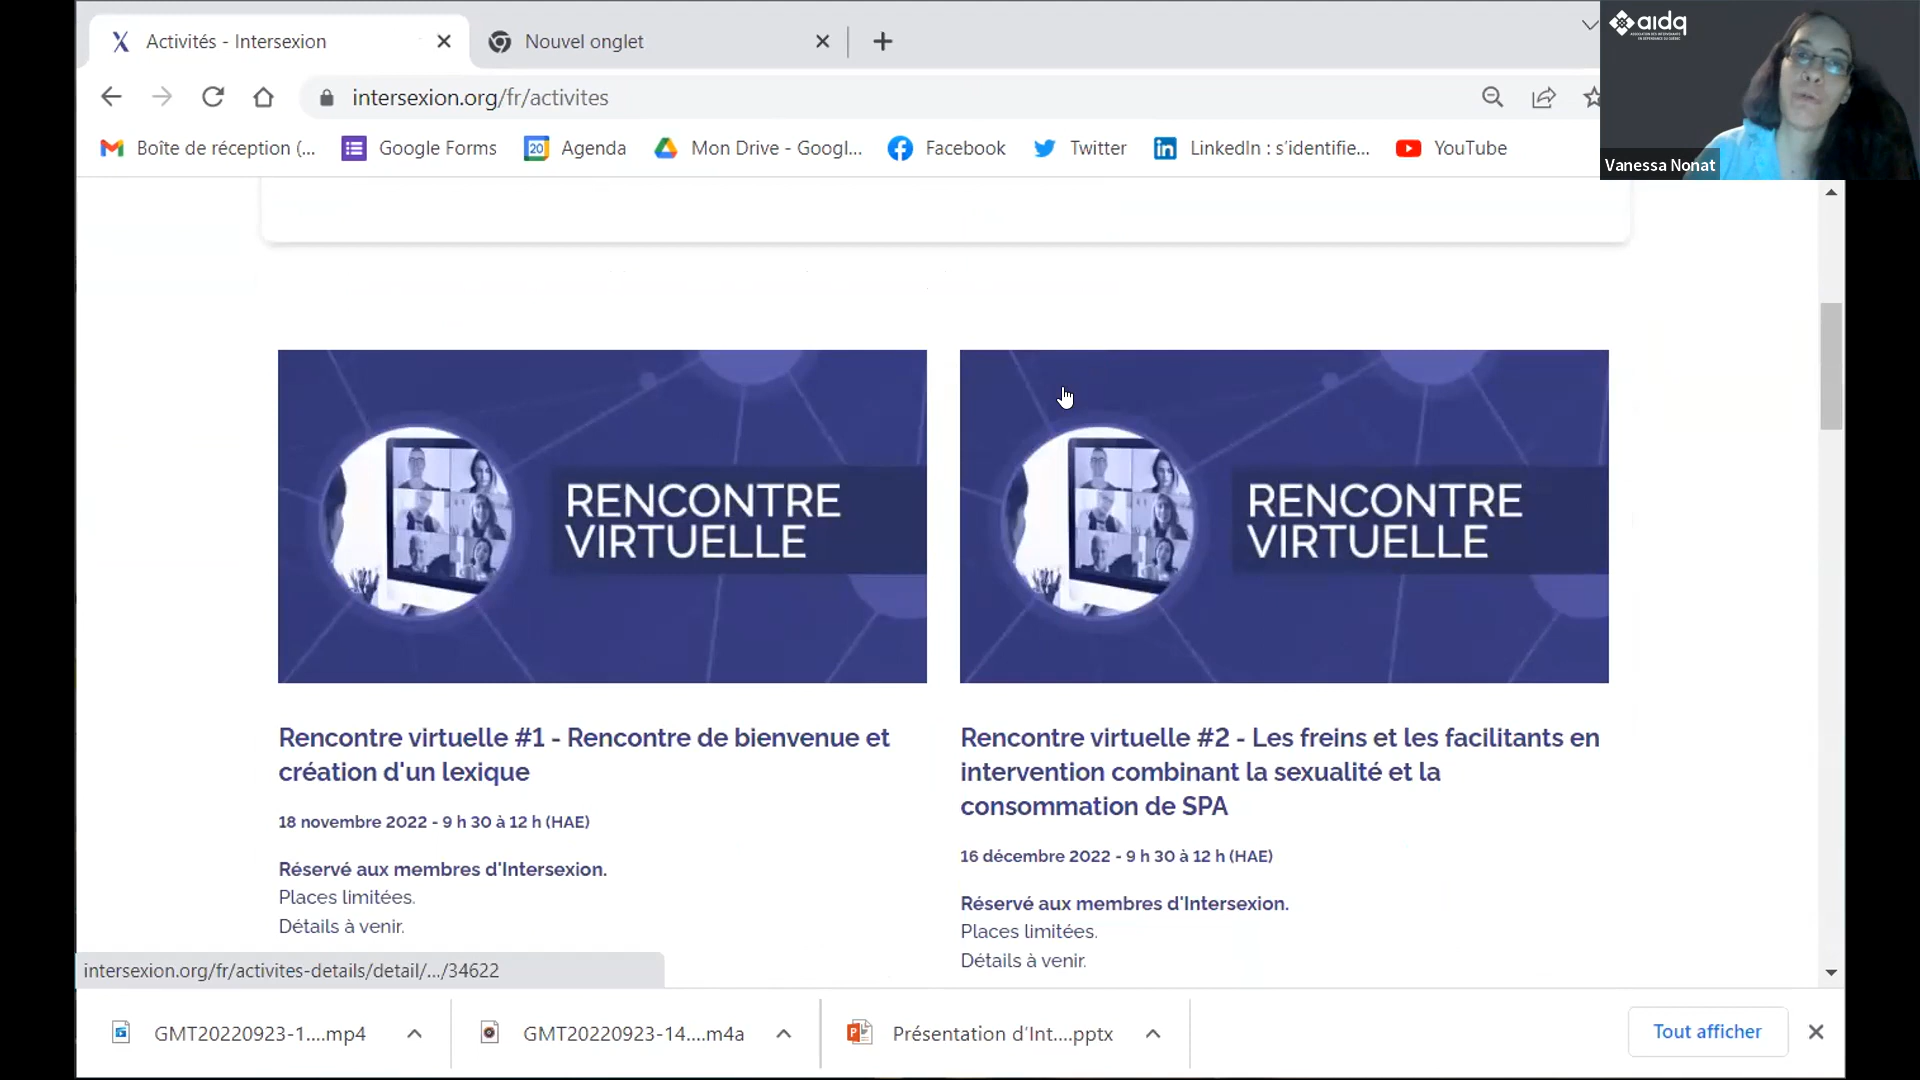 Activités - Intersexion
Nouvel onglet
intersexion.org/fr/activites
Boîte de réception (...
Google Forms
20
Agenda
Mon Drive - Googl...
Facebook
Twitter
LinkedIn : s'identifie...
YouTube
aidq
Vanessa Nonat
RENCONTRE
VIRTUELLE
RENCONTRE
VIRTUELLE
Rencontre virtuelle #1 - Rencontre de bienvenue et
création d'un lexique
18 novembre 2022 - 9 h 30 à 12 h (HAE)
Réservé aux membres d'Intersexion.
Places limitées.
Détails à venir.
Rencontre virtuelle #2 - Les freins et les facilitants en
intervention combinant la sexualité et la
consommation de SPA
16 décembre 2022 - 9 h 30 à 12 h (HAE)
Réservé aux membres d'Intersexion.
Places limitées.
Détails à venir.
intersexion.org/fr/activites-details/detail/.../34622
GMT20220923-1....mp4
GMT20220923-14....m4a
Présentation d'Int....pptx
Tout afficher